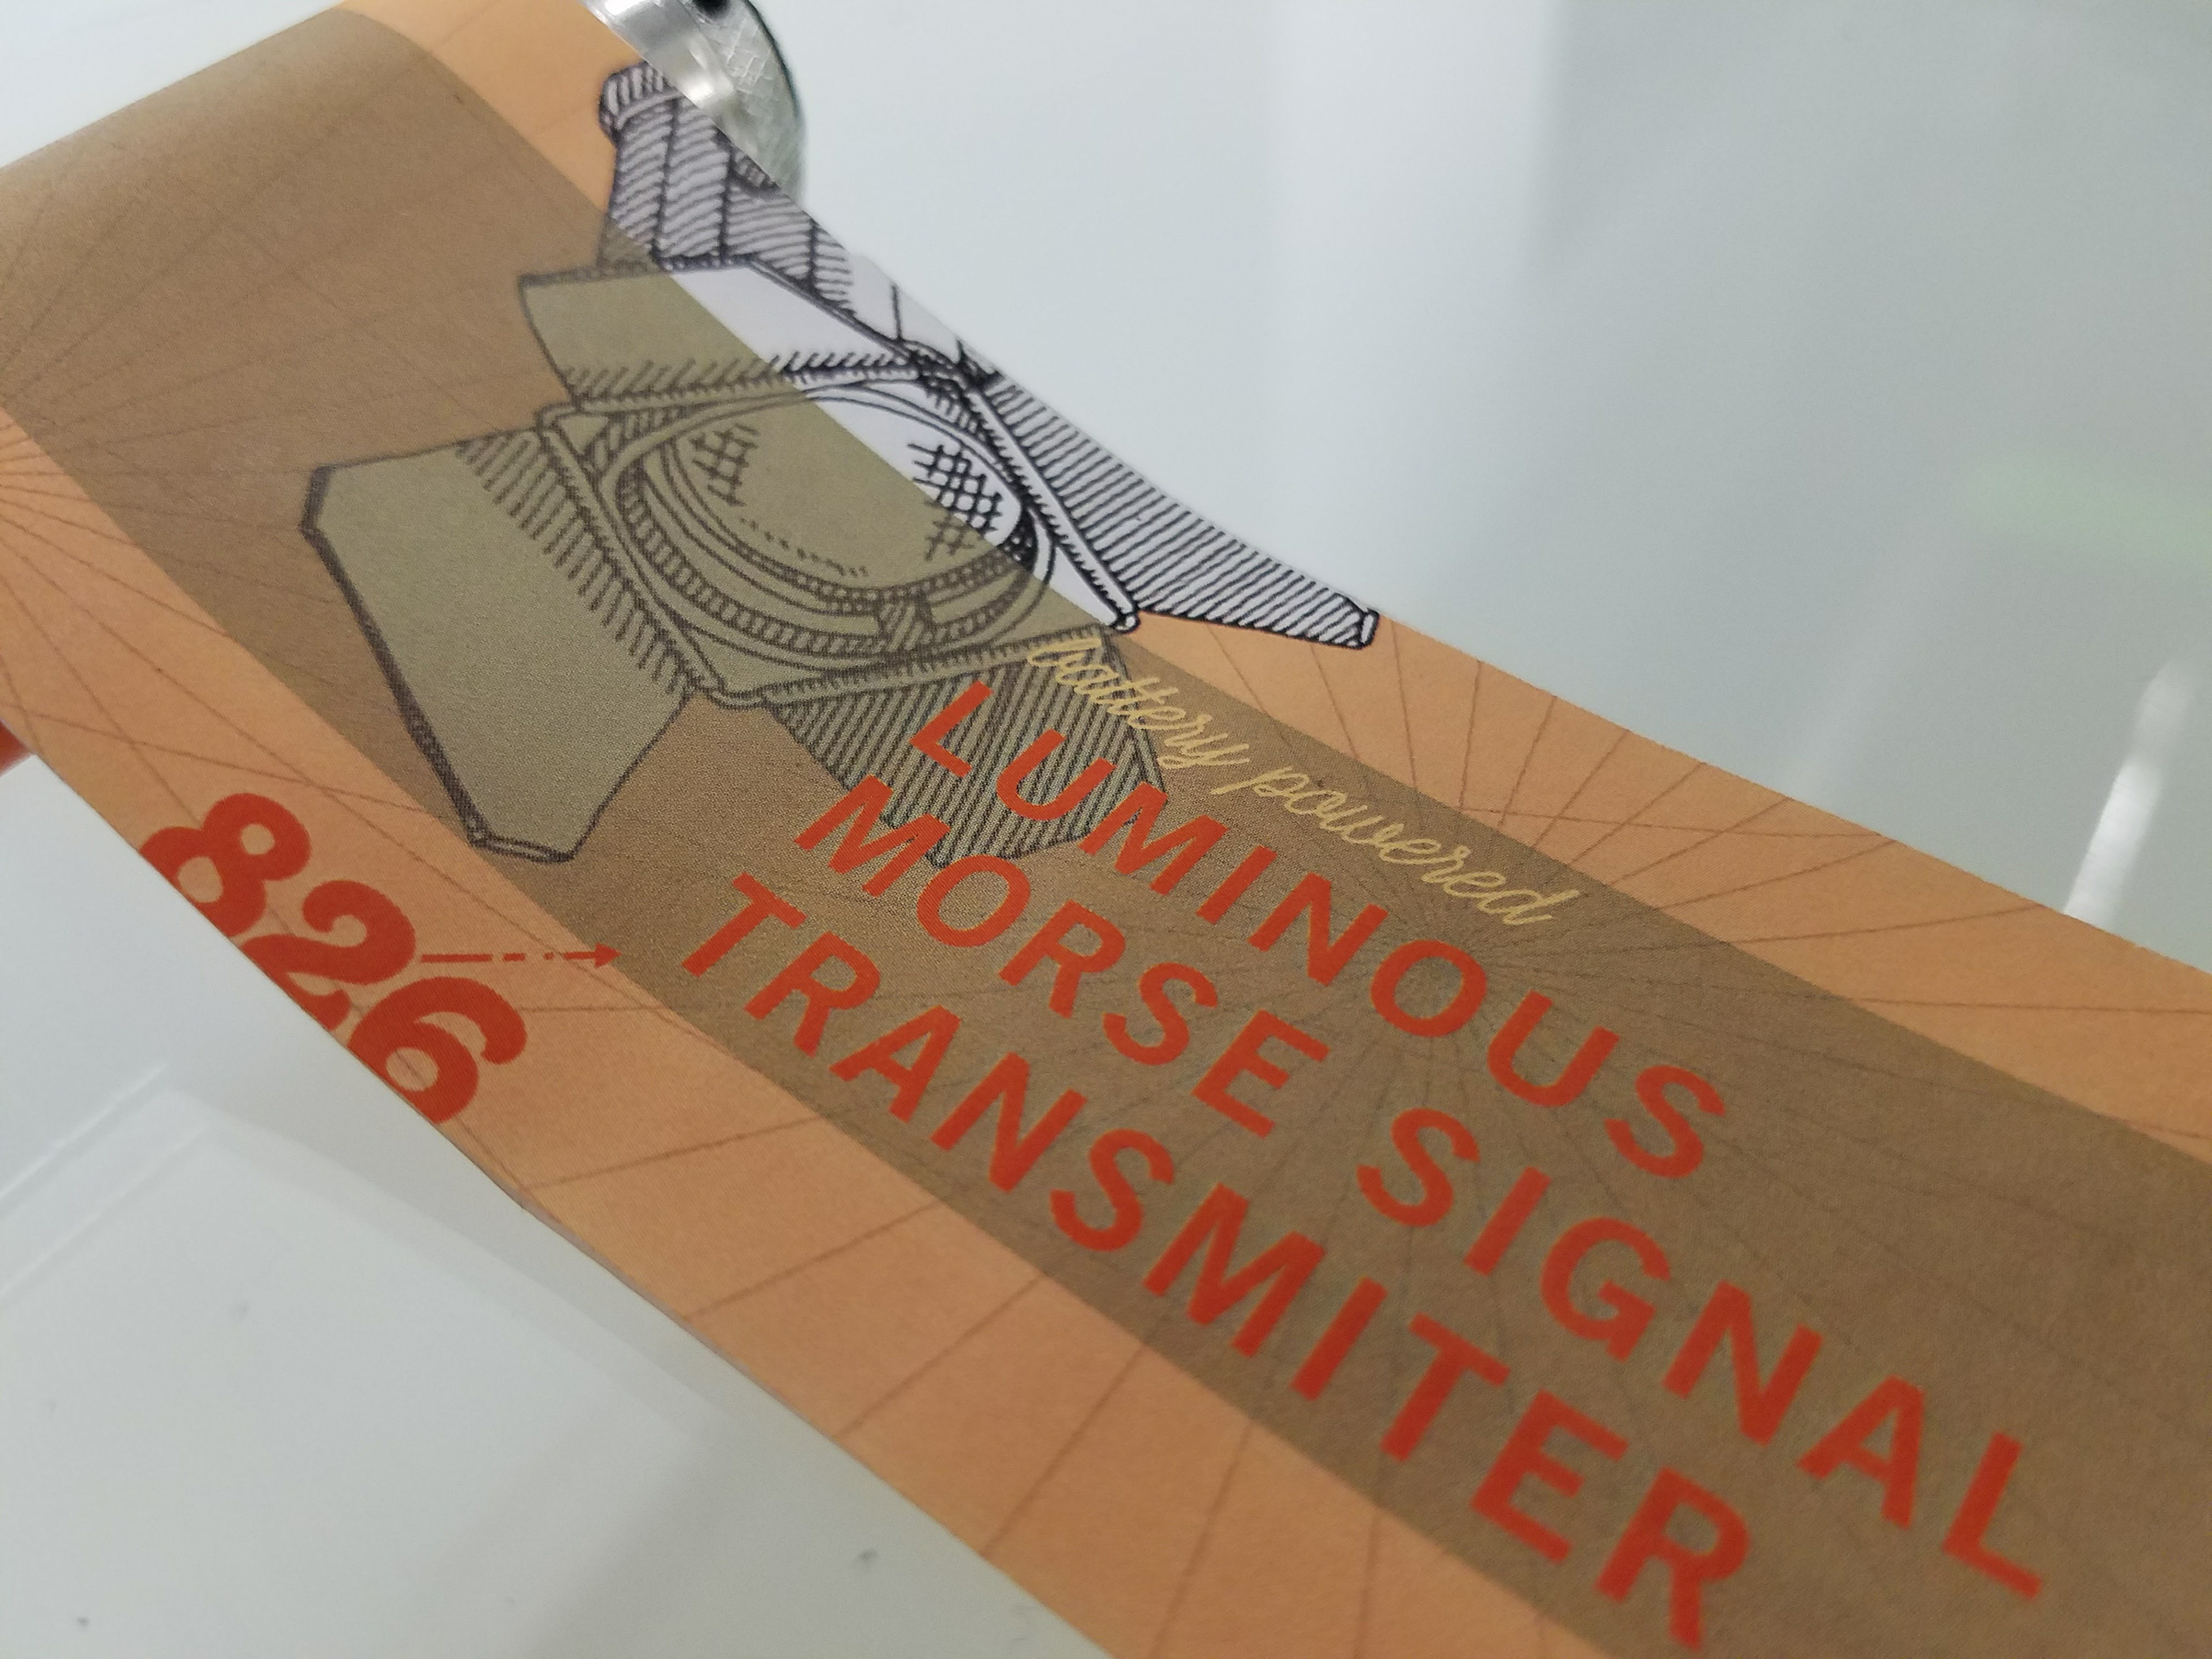 battery powered
LUMINOUS
MORSE SIGNAL
TRANSMITER
826